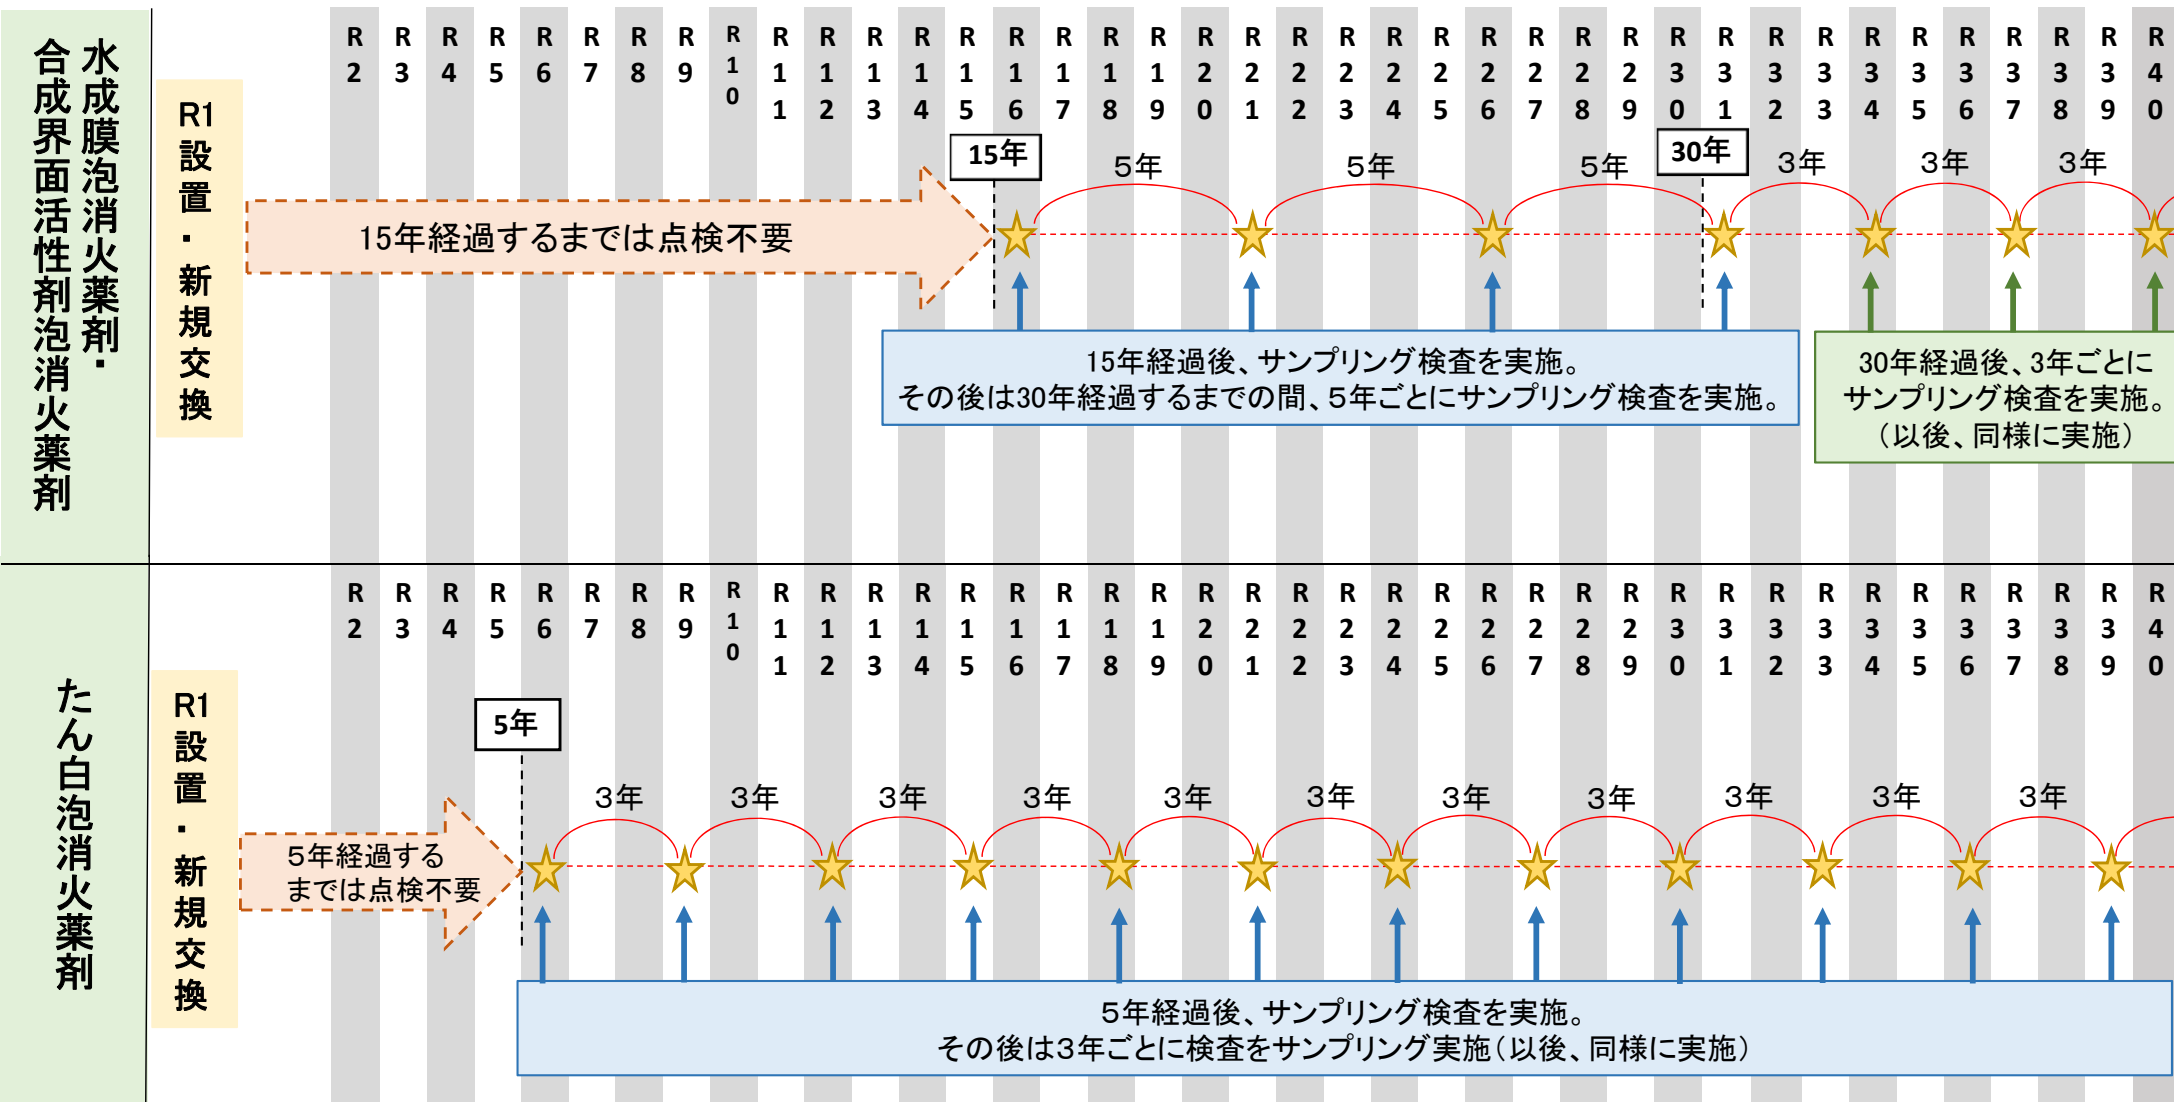 水成膜泡消火薬剤・
合成界面活性剤泡消火薬剤
R1設置・新規交換
R2 R3 R4 R5 R6 R7 R8 R9 R10 R11 R12 R13 R14 R15 R16 R17 R18 R19 R20 R21 R22 R23 R24 R25 R26 R27 R28 R29 R30 R31 R32 R33 R34 R35 R36 R37 R38 R39 R40
15年
30年
5年 5年 5年 3年 3年 3年
15年経過するまでは点検不要
15年経過後、サンプリング検査を実施。
その後は30年経過するまでの間、5年ごとにサンプリング検査を実施。
30年経過後、3年ごとに
サンプリング検査を実施。
（以後、同様に実施）
たん白泡消火薬剤
R1設置・新規交換
R2 R3 R4 R5 R6 R7 R8 R9 R10 R11 R12 R13 R14 R15 R16 R17 R18 R19 R20 R21 R22 R23 R24 R25 R26 R27 R28 R29 R30 R31 R32 R33 R34 R35 R36 R37 R38 R39 R40
5年
3年 3年 3年 3年 3年 3年 3年 3年 3年 3年 3年
5年経過する
までは点検不要
5年経過後、サンプリング検査を実施。
その後は3年ごとに検査をサンプリング実施（以後、同様に実施）